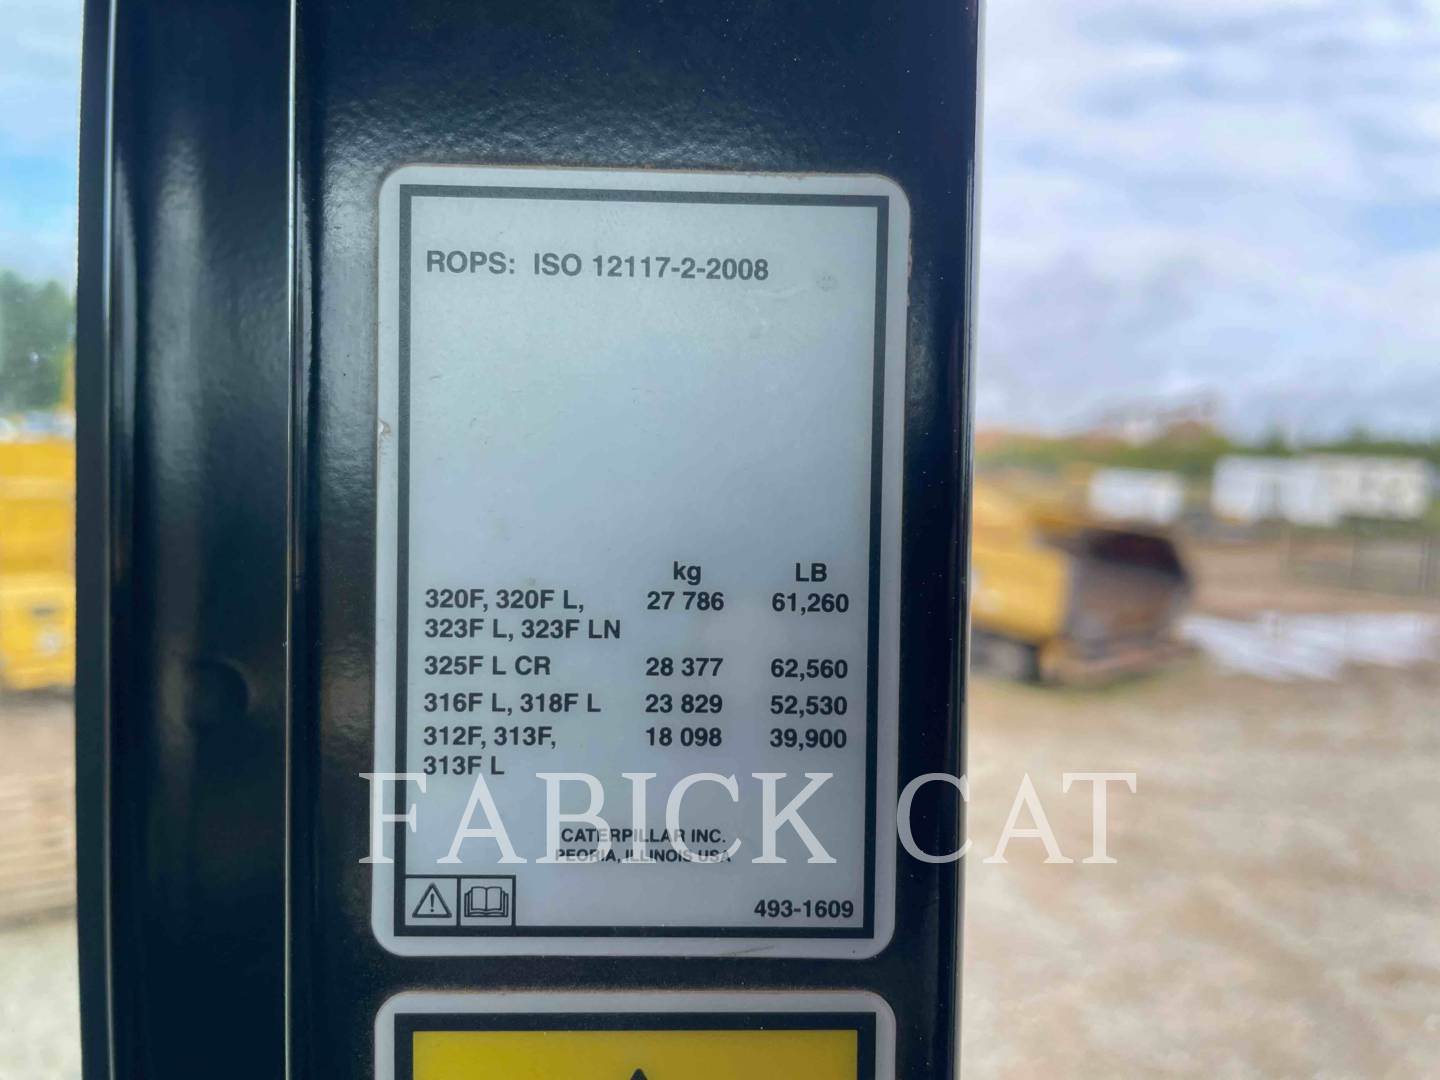 ROPS: ISO 12117-2-2008
kg LB
320F, 320F L, 27 786 61,260
323F L, 323F LN
325F L CR 28 377 62,560
316F L, 318F L 23 829 52,530
312F, 313F, 18 098 39,900
313F L
FABICK CAT
CATERPILLAR INC.
PEORIA, ILLINOIS USA
493-1609